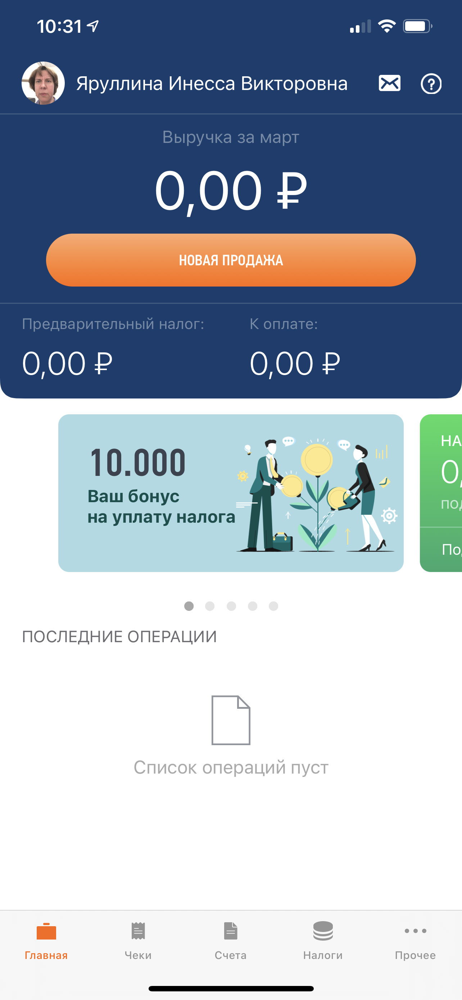 10:31
Яруллина Инесса Викторовна
Выручка за март
0,00 ₽
НОВАЯ ПРОДАЖА
Предварительный налог:
К оплате:
0,00 ₽
0,00 ₽
10.000
Ваш бонус
на уплату налога
НА
0,
По
ПОСЛЕДНИЕ ОПЕРАЦИИ
Список операций пуст
Главная
Чеки
Счета
Налоги
Прочее